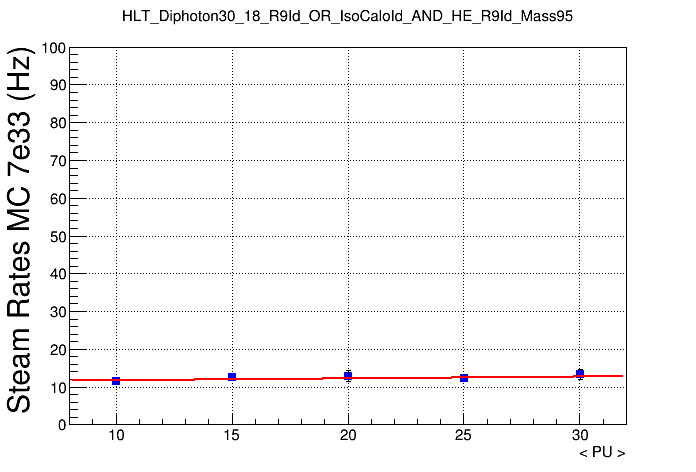 HLT_Diphoton30_18_R9Id_OR_IsoCaloId_AND_HE_R9Id_Mass95
Steam Rates MC 7e33 (Hz)
100
90
80
70
60
50
40
30
20
10
0
10 15 20 25 30
< PU >